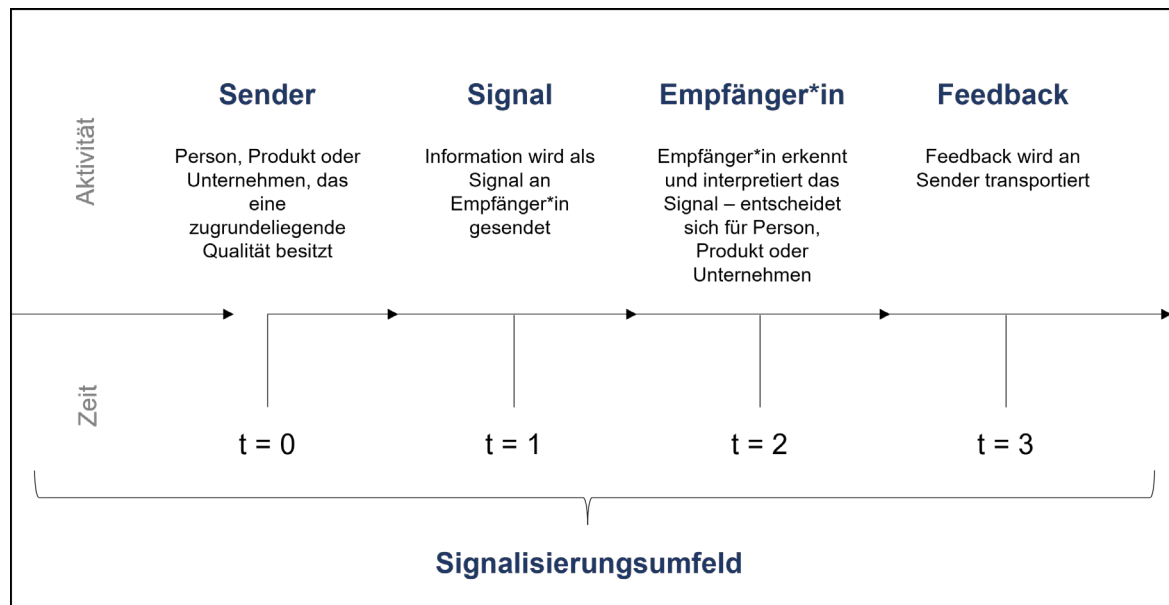 Aktivität
Sender
Person, Produkt oder
Unternehmen, das
eine
zugrundeliegende
Qualität besitzt
Signal
Information wird als
Signal an
Empfänger*in
gesendet
Empfänger*in
Empfänger*in erkennt
und interpretiert das
Signal – entscheidet
sich für Person,
Produkt oder
Unternehmen
Feedback
Feedback wird an
Sender transportiert
Zeit
t = 0
t = 1
t = 2
t = 3
Signalisierungsumfeld